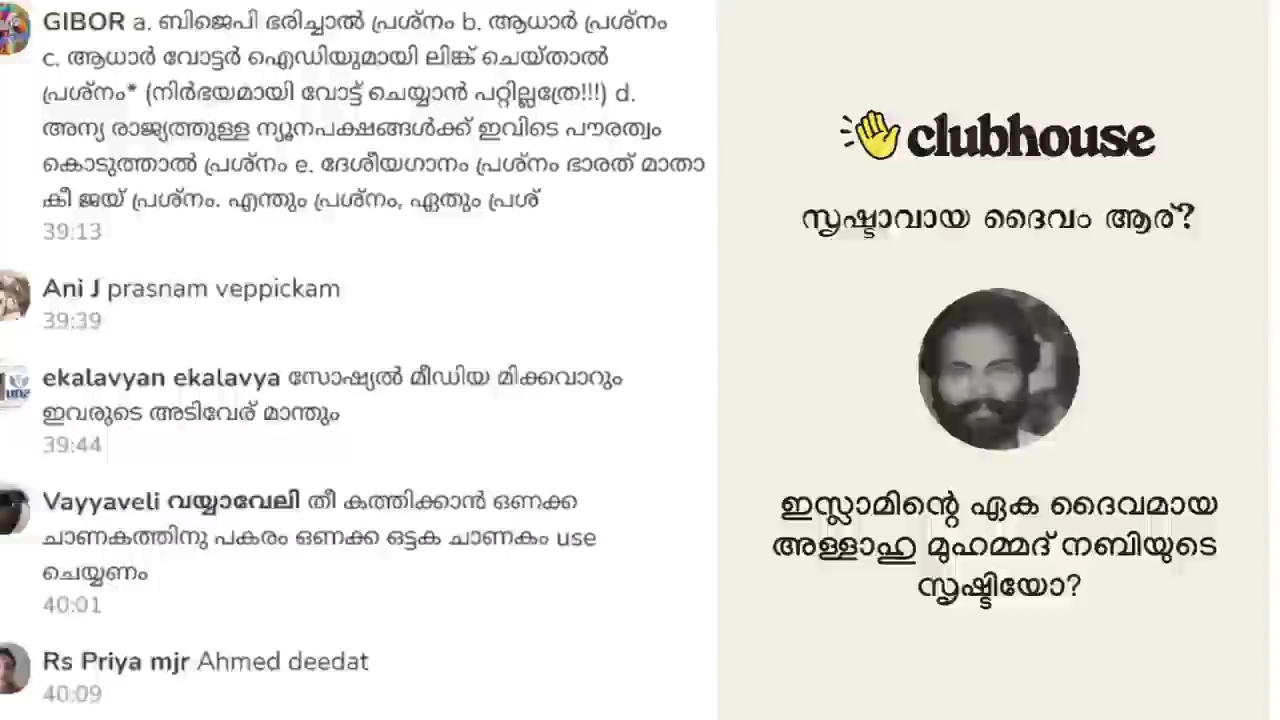 GIBOR a. ബിജെപി ഭരിച്ചാൽ പ്രശ്നം b. ആധാർ പ്രശ്നം
c. ആധാർ വോട്ടർ ഐഡിയുമായി ലിങ്ക് ചെയ്താൽ
പ്രശ്നം* (നിർഭയമായി വോട്ട് ചെയ്യാൻ പറ്റില്ലത്രേ!!!) d.
അന്യ രാജ്യത്തുള്ള ന്യൂനപക്ഷങ്ങൾക്ക് ഇവിടെ പൗരത്വം
കൊടുത്താൽ പ്രശ്നം e. ദേശീയഗാനം പ്രശ്നം ഭാരത് മാതാ
കീ ജയ് പ്രശ്നം. എന്തും പ്രശ്നം, ഏതും പ്രശ്
39:13
Ani J prasnam veppickam
39:39
ekalavyan ekalavya സോഷ്യൽ മീഡിയ മിക്കവാറും
ഇവരുടെ അടിവേര് മാന്തും
39:44
Vayyaveli വയ്യാവേലി തീ കത്തിക്കാൻ ഒണക്ക
ചാണകത്തിനു പകരം ഒണക്ക ഒട്ടക ചാണകം use
ചെയ്യണം
40:01
Rs Priya mjr Ahmed deedat
40:09
clubhouse
സൃഷ്ടാവായ ദൈവം ആര്?
ഇസ്ലാമിന്റെ ഏക ദൈവമായ
അള്ളാഹു മുഹമ്മദ് നബിയുടെ
സൃഷ്ടിയോ?